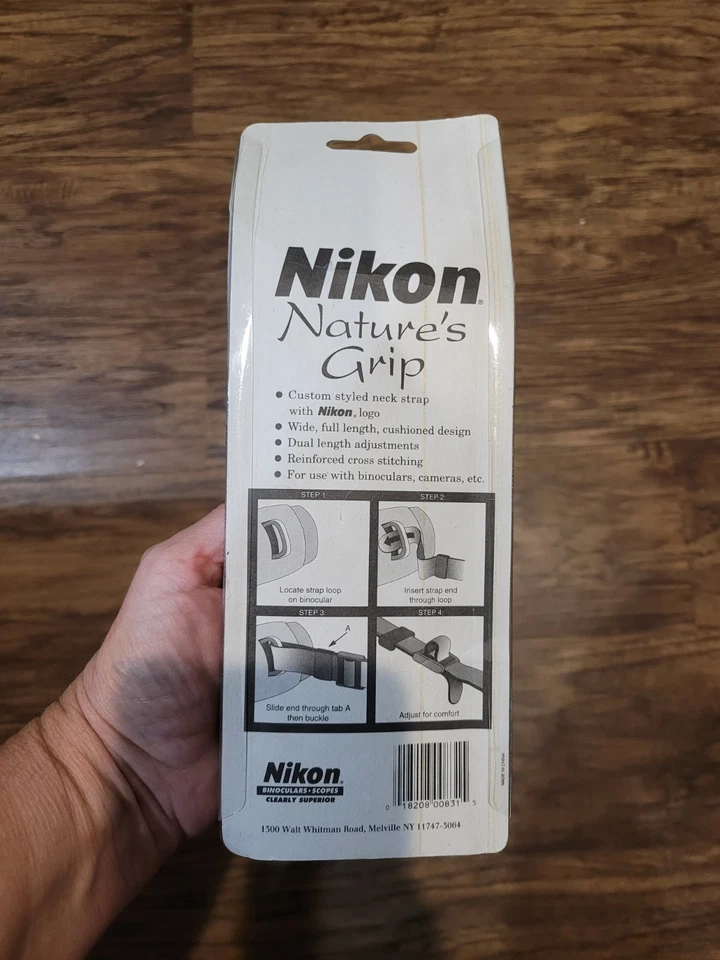 Nikon®
Nature's
Grip
• Custom styled neck strap
with Nikon® logo
• Wide, full length, cushioned design
• Dual length adjustments
• Reinforced cross stitching
• For use with binoculars, cameras, etc.
STEP 1:
Locate strap loop
on binocular
STEP 2:
Insert strap end
through loop
STEP 3:
A
Slide end through tab A
then buckle
STEP 4:
Adjust for comfort
Nikon®
BINOCULARS • SCOPES
CLEARLY SUPERIOR
0 18208 00831 5
1300 Walt Whitman Road, Melville NY 11747-3064